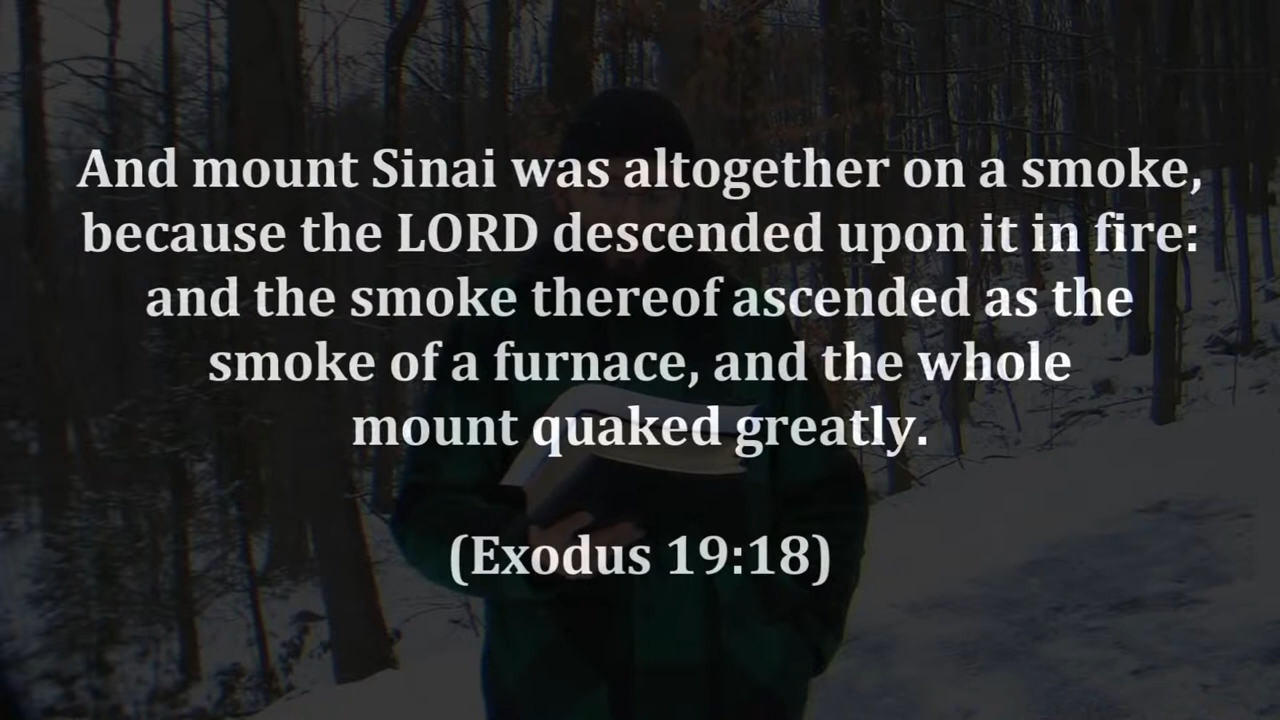 And mount Sinai was altogether on a smoke,
because the LORD descended upon it in fire:
and the smoke thereof ascended as the
smoke of a furnace, and the whole
mount quaked greatly.
(Exodus 19:18)